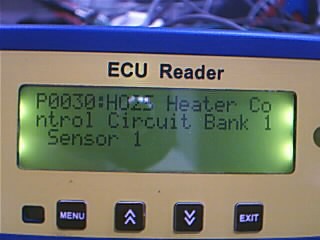 ECU Reader
P0030:HO2S Heater Co
ntrol Circuit Bank 1
Sensor 1
MENU
EXIT